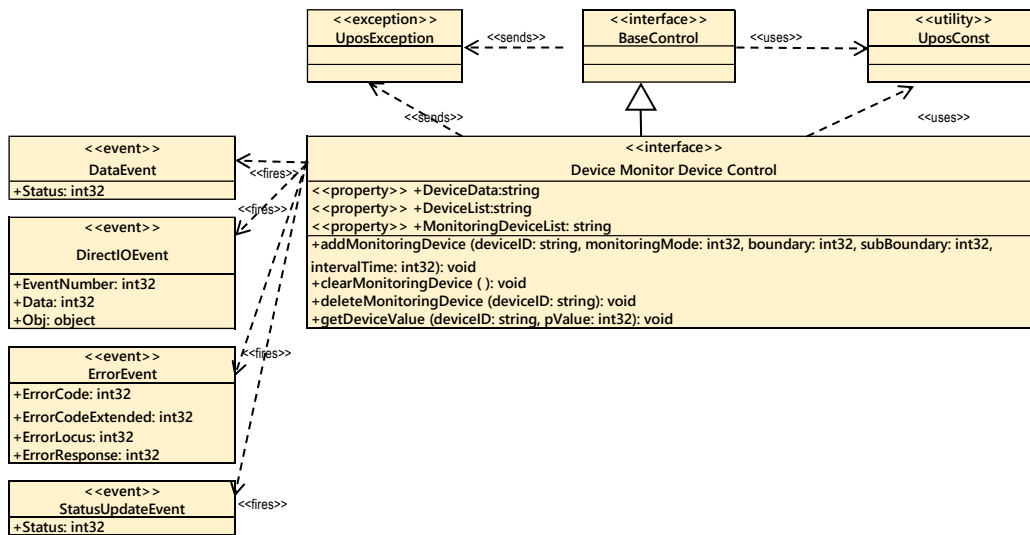 <<exception>>
UposException
<<sends>>
<<interface>>
BaseControl
<<uses>>
<<utility>>
UposConst
<<sends>>
<<uses>>
<<event>>
DataEvent
+Status: int32
<<fires>>
<<interface>>
Device Monitor Device Control
<<property>> +DeviceData:string
<<property>> +DeviceList:string
<<property>> +MonitoringDeviceList: string
+addMonitoringDevice (deviceID: string, monitoringMode: int32, boundary: int32, subBoundary: int32,
intervalTime: int32): void
+clearMonitoringDevice ( ): void
+deleteMonitoringDevice (deviceID: string): void
+getDeviceValue (deviceID: string, pValue: int32): void
<<fires>>
<<event>>
DirectIOEvent
+EventNumber: int32
+Data: int32
+Obj: object
<<fires>>
<<event>>
ErrorEvent
+ErrorCode: int32
+ErrorCodeExtended: int32
+ErrorLocus: int32
+ErrorResponse: int32
<<event>>
StatusUpdateEvent
+Status: int32
<<fires>>